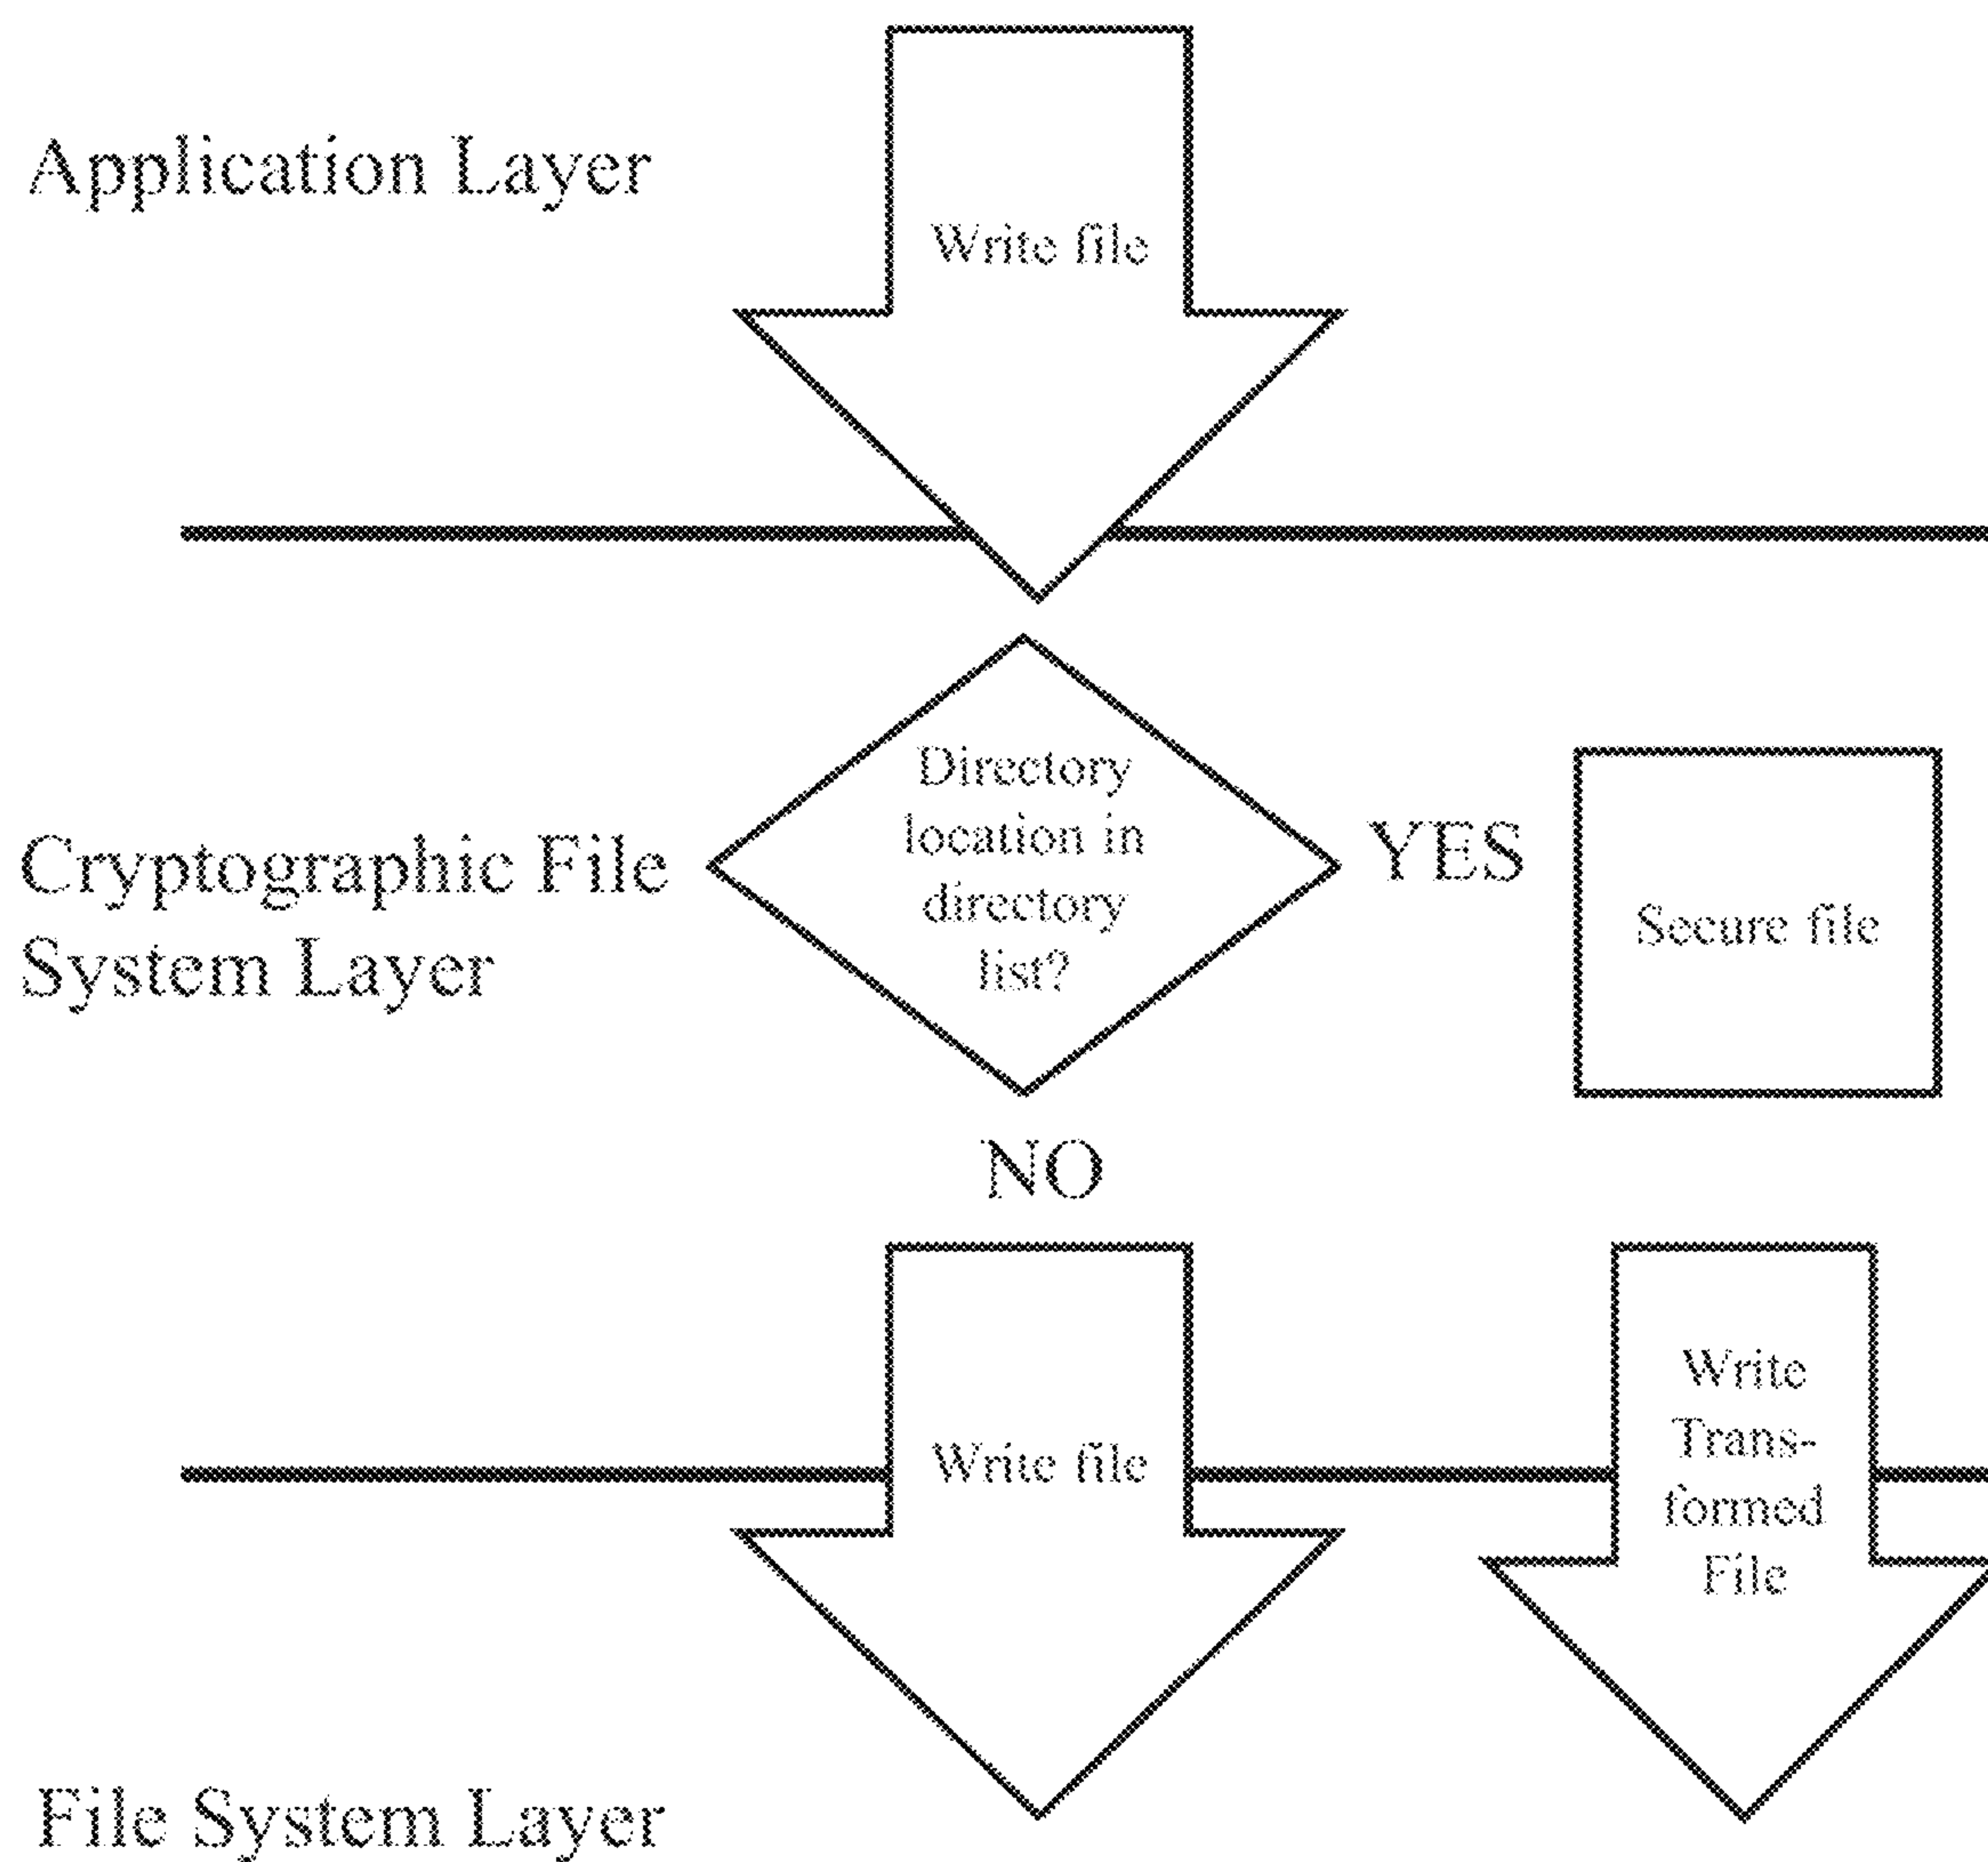 Application Layer
Write file
Directory
location in
directory
list?
YES
Secure file
Cryptographic File
System Layer
NO
Write file
Write
Trans-
formed
File
File System Layer